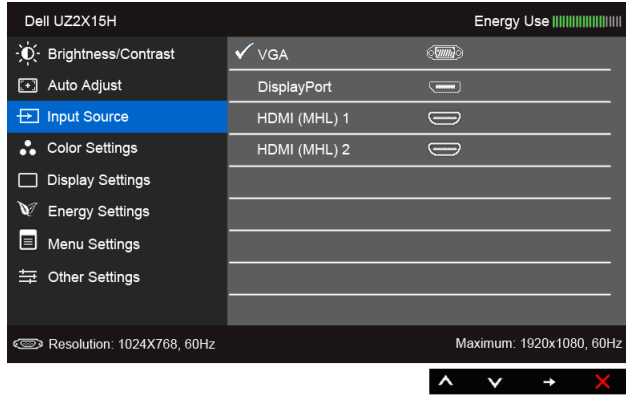 Dell UZ2X15H Energy Use
Brightness/Contrast VGA
Auto Adjust DisplayPort
Input Source HDMI (MHL) 1
Color Settings HDMI (MHL) 2
Display Settings
Energy Settings
Menu Settings
Other Settings
Resolution: 1024X768, 60Hz Maximum: 1920x1080, 60Hz